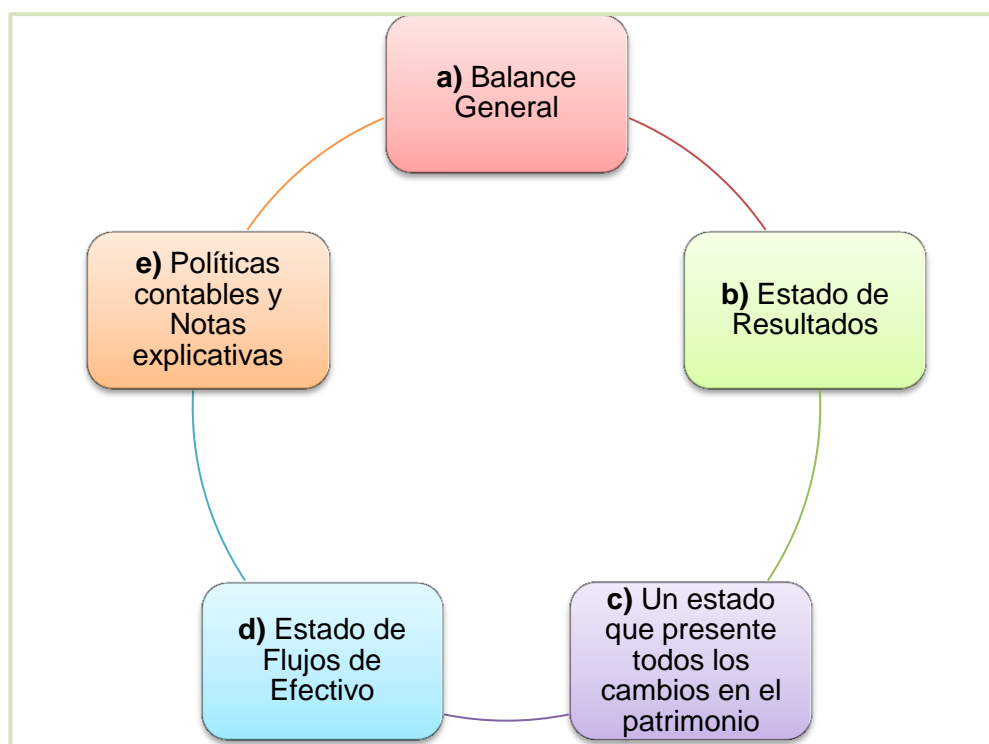 a) Balance
General
b) Estado de
Resultados
c) Un estado
que presente
todos los
cambios en el
patrimonio
d) Estado de
Flujos de
Efectivo
e) Políticas
contables y
Notas
explicativas